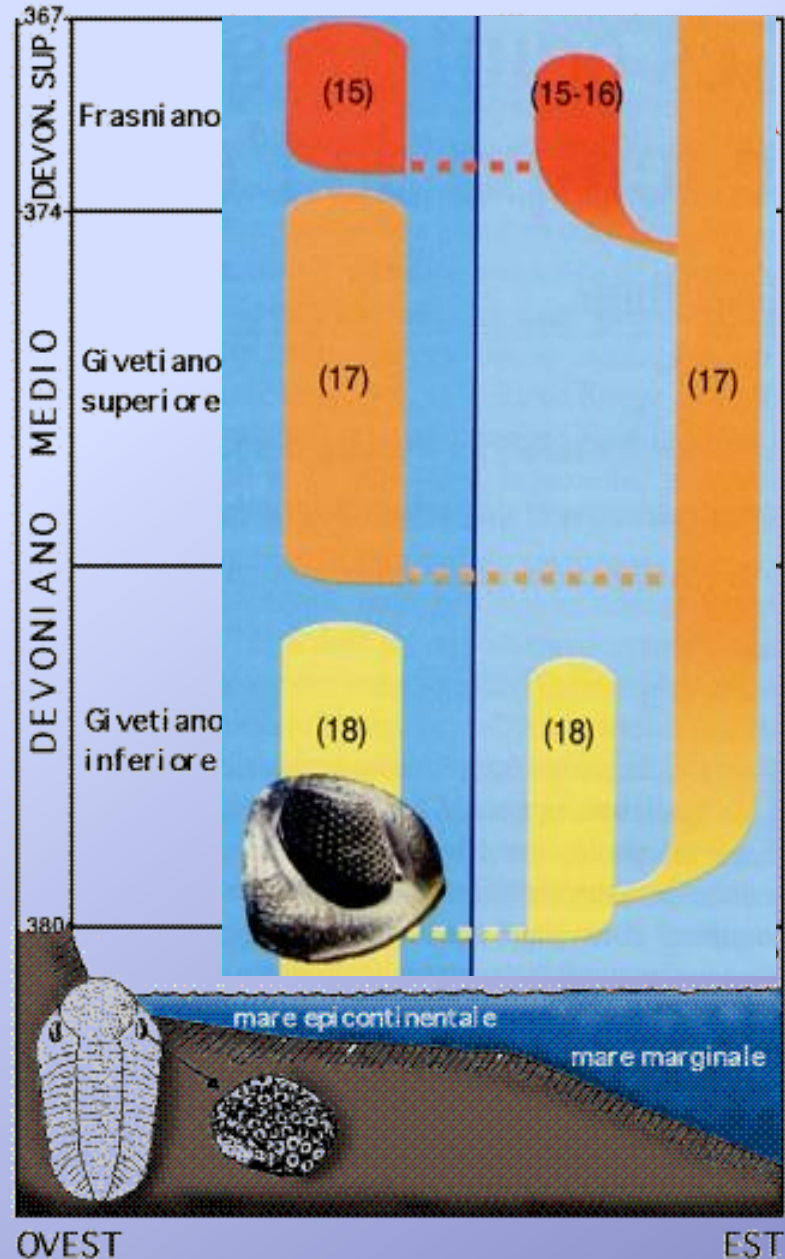 367
DEVON. SUP.
Frasniano
(15)
(15-16)
374
DEVONIANO MEDIO
Givetiano
superiore
(17)
(17)
Givetiano
inferiore
(18)
(18)
380
mare epicontinentale
mare marginale
OVEST
EST